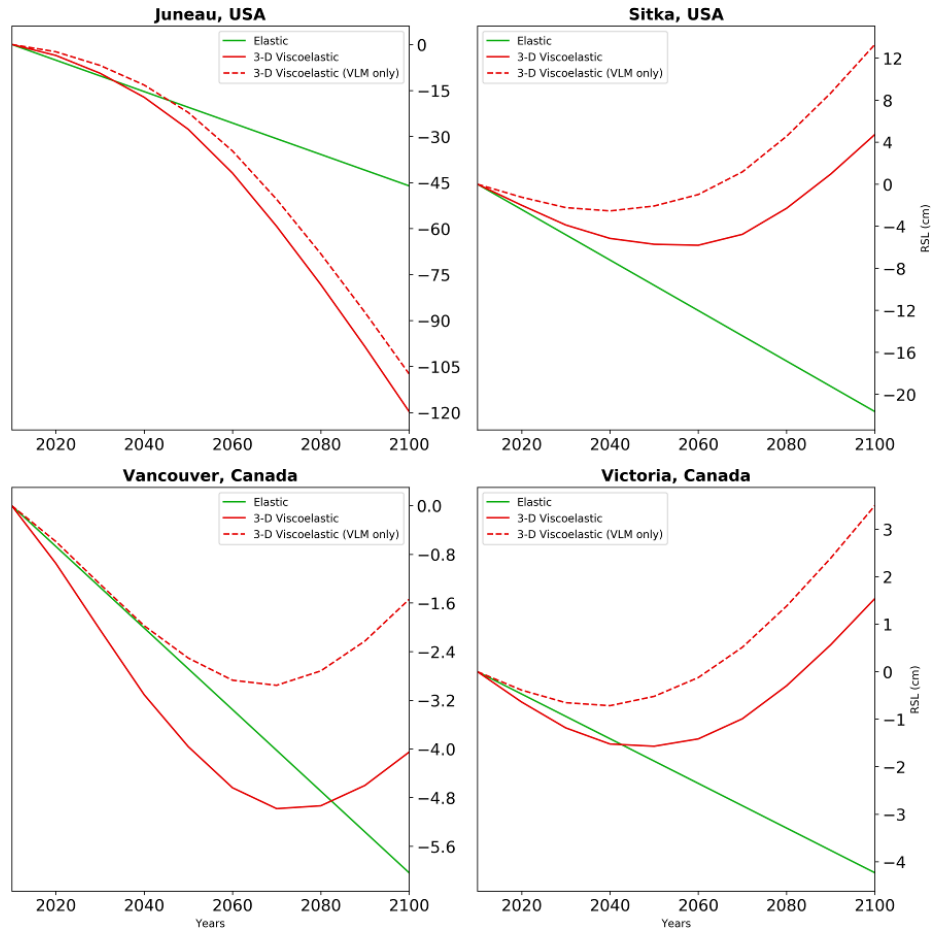 Juneau, USA
Elastic
3-D Viscoelastic
3-D Viscoelastic (VLM only)
0
−15
−30
−45
−60
−75
−90
−105
−120
2020 2040 2060 2080 2100
Sitka, USA
Elastic
3-D Viscoelastic
3-D Viscoelastic (VLM only)
12
8
4
0
−4
−8
−12
−16
−20
RSL (cm)
2020 2040 2060 2080 2100
Vancouver, Canada
Elastic
3-D Viscoelastic
3-D Viscoelastic (VLM only)
0.0
−0.8
−1.6
−2.4
−3.2
−4.0
−4.8
−5.6
2020 2040 2060 2080 2100
Years
Victoria, Canada
Elastic
3-D Viscoelastic
3-D Viscoelastic (VLM only)
3
2
1
0
−1
−2
−3
−4
RSL (cm)
2020 2040 2060 2080 2100
Years